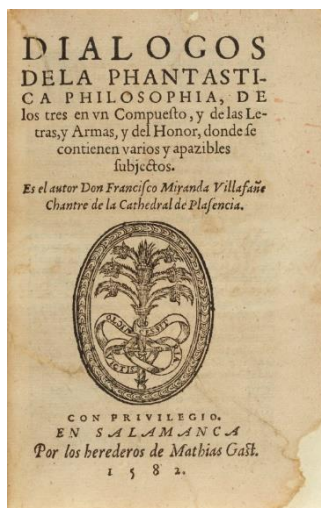 DIALOGOS
DELA PHANTASTI-
CA PHILOSOPHIA, DE
los tres en vn Compuesto, y de las Le-
tras,y Armas, y del Honor, donde se
contienen varios y apazibles
subjectos.
Es el autor Don Francisco Miranda Villafañe
Chantre de la Cathedral de Plasencia.
CON PRIVILEGIO.
EN SALAMANCA
Por los herederos de Mathias Gast.
1582.